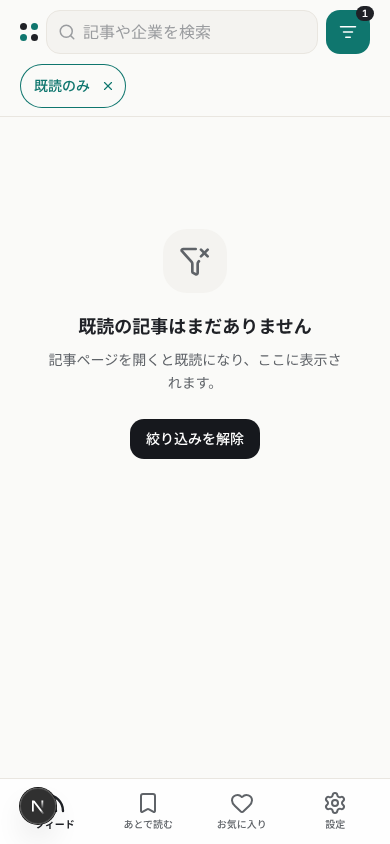 記事や企業を検索
1
既読のみ
既読の記事はまだありません
記事ページを開くと既読になり、ここに表示さ
れます。
絞り込みを解除
N
ィード
あとで読む
お気に入り
設定